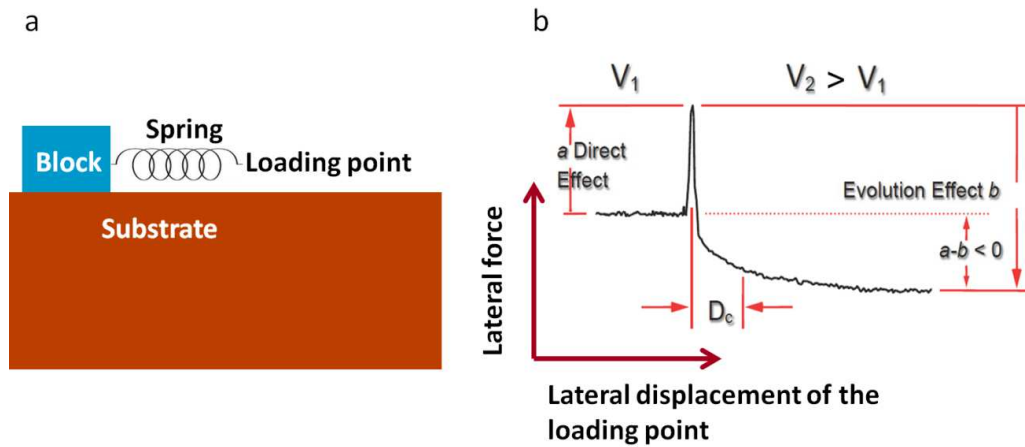 a
Block
Spring
Loading point
Substrate
b
V₁
V₂ > V₁
a Direct
Effect
Evolution Effect b
a-b < 0
D꜀
Lateral force
Lateral displacement of the
loading point